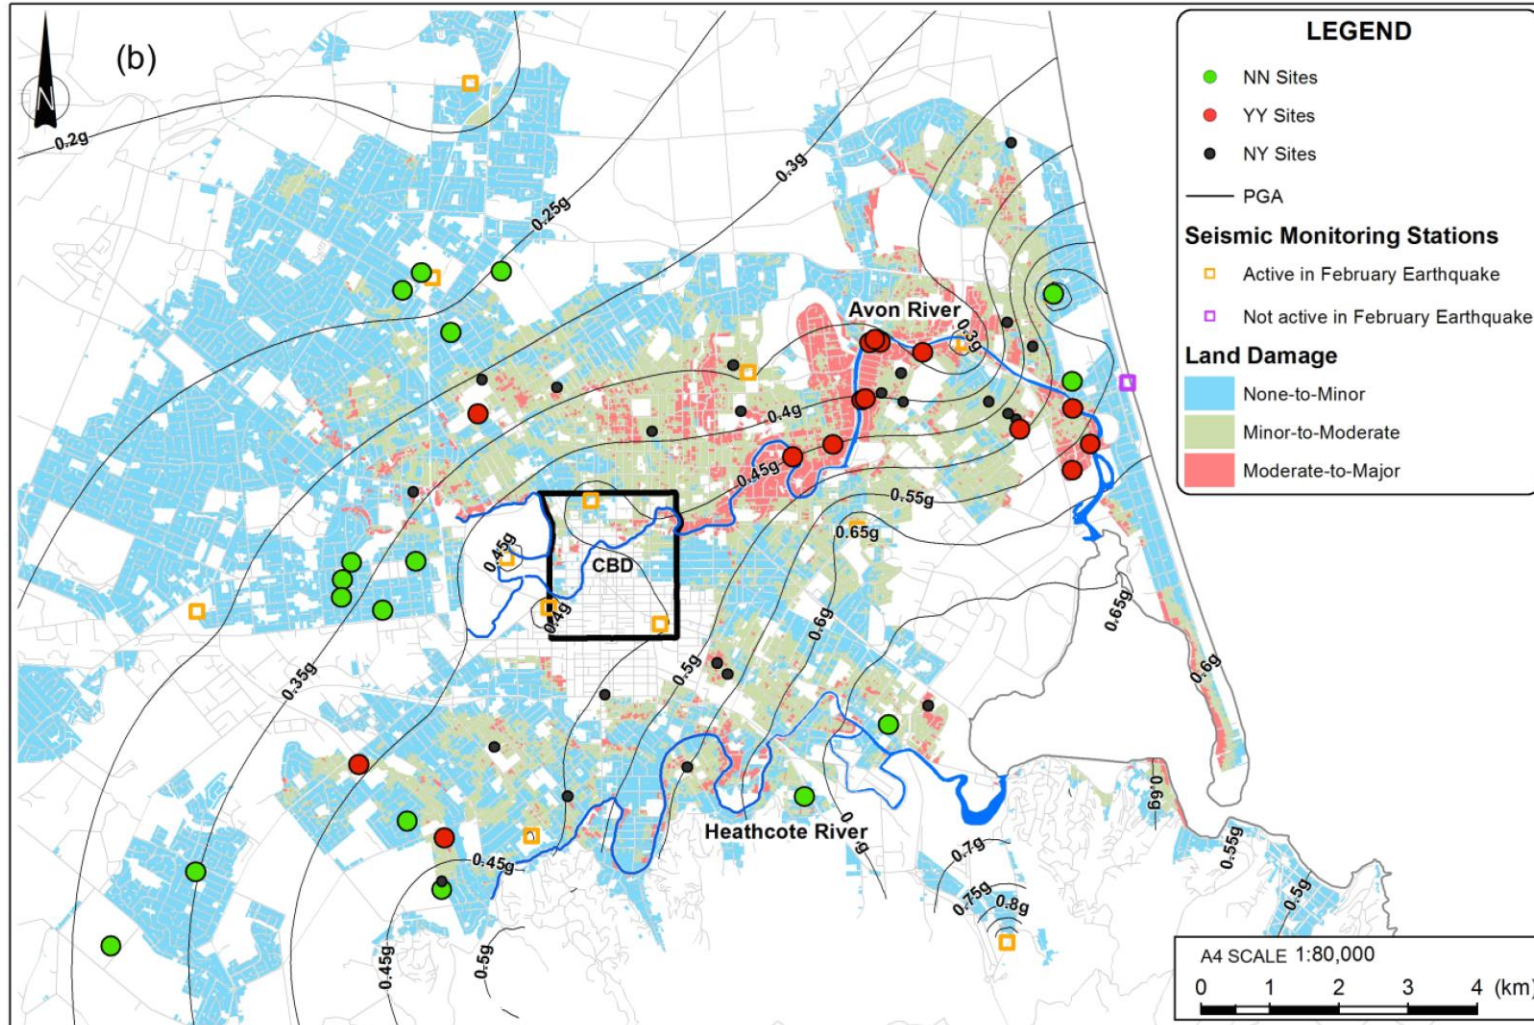 (b)
N
LEGEND
NN Sites
YY Sites
NY Sites
PGA
Seismic Monitoring Stations
Active in February Earthquake
Not active in February Earthquake
Land Damage
None-to-Minor
Minor-to-Moderate
Moderate-to-Major
0.2g
0.25g
0.3g
Avon River
0.3g
0.4g
0.45g
0.55g
0.65g
0.45g
CBD
0.4g
0.6g
0.65g
0.5g
0.6g
0.35g
Heathcote River
0.45g
0.7g
0.75g
0.8g
0.55g
0.5g
0.45g
0.5g
A4 SCALE 1:80,000
0 1 2 3 4 (km)